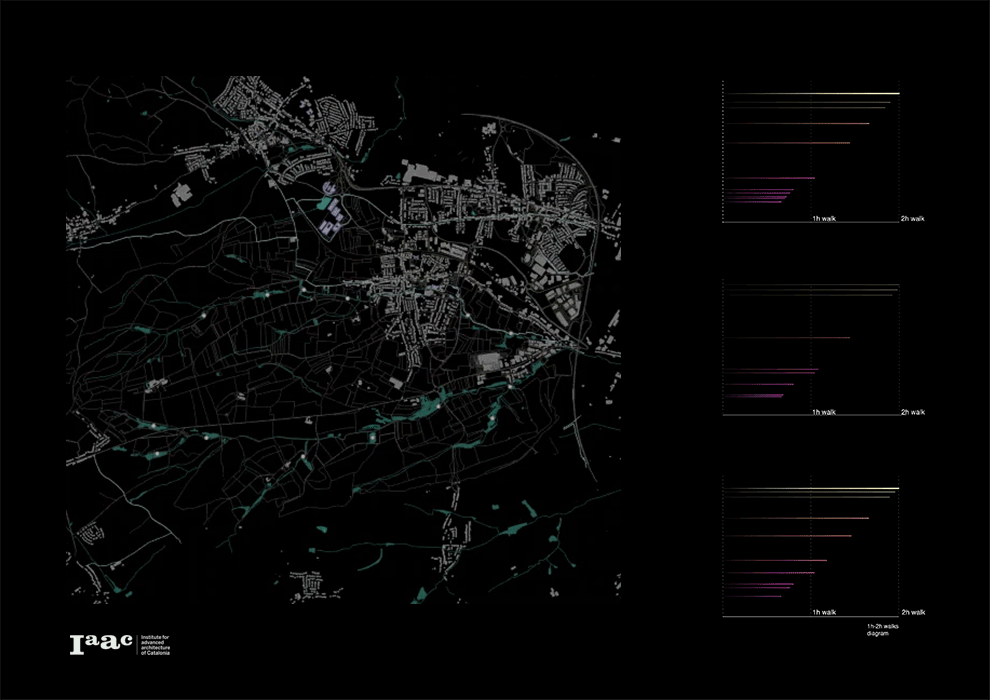 1h walk
2h walk
1h walk
2h walk
1h walk
2h walk
1h-2h walks
diagram
Iaac
Institute for
advanced
architecture
of Catalonia